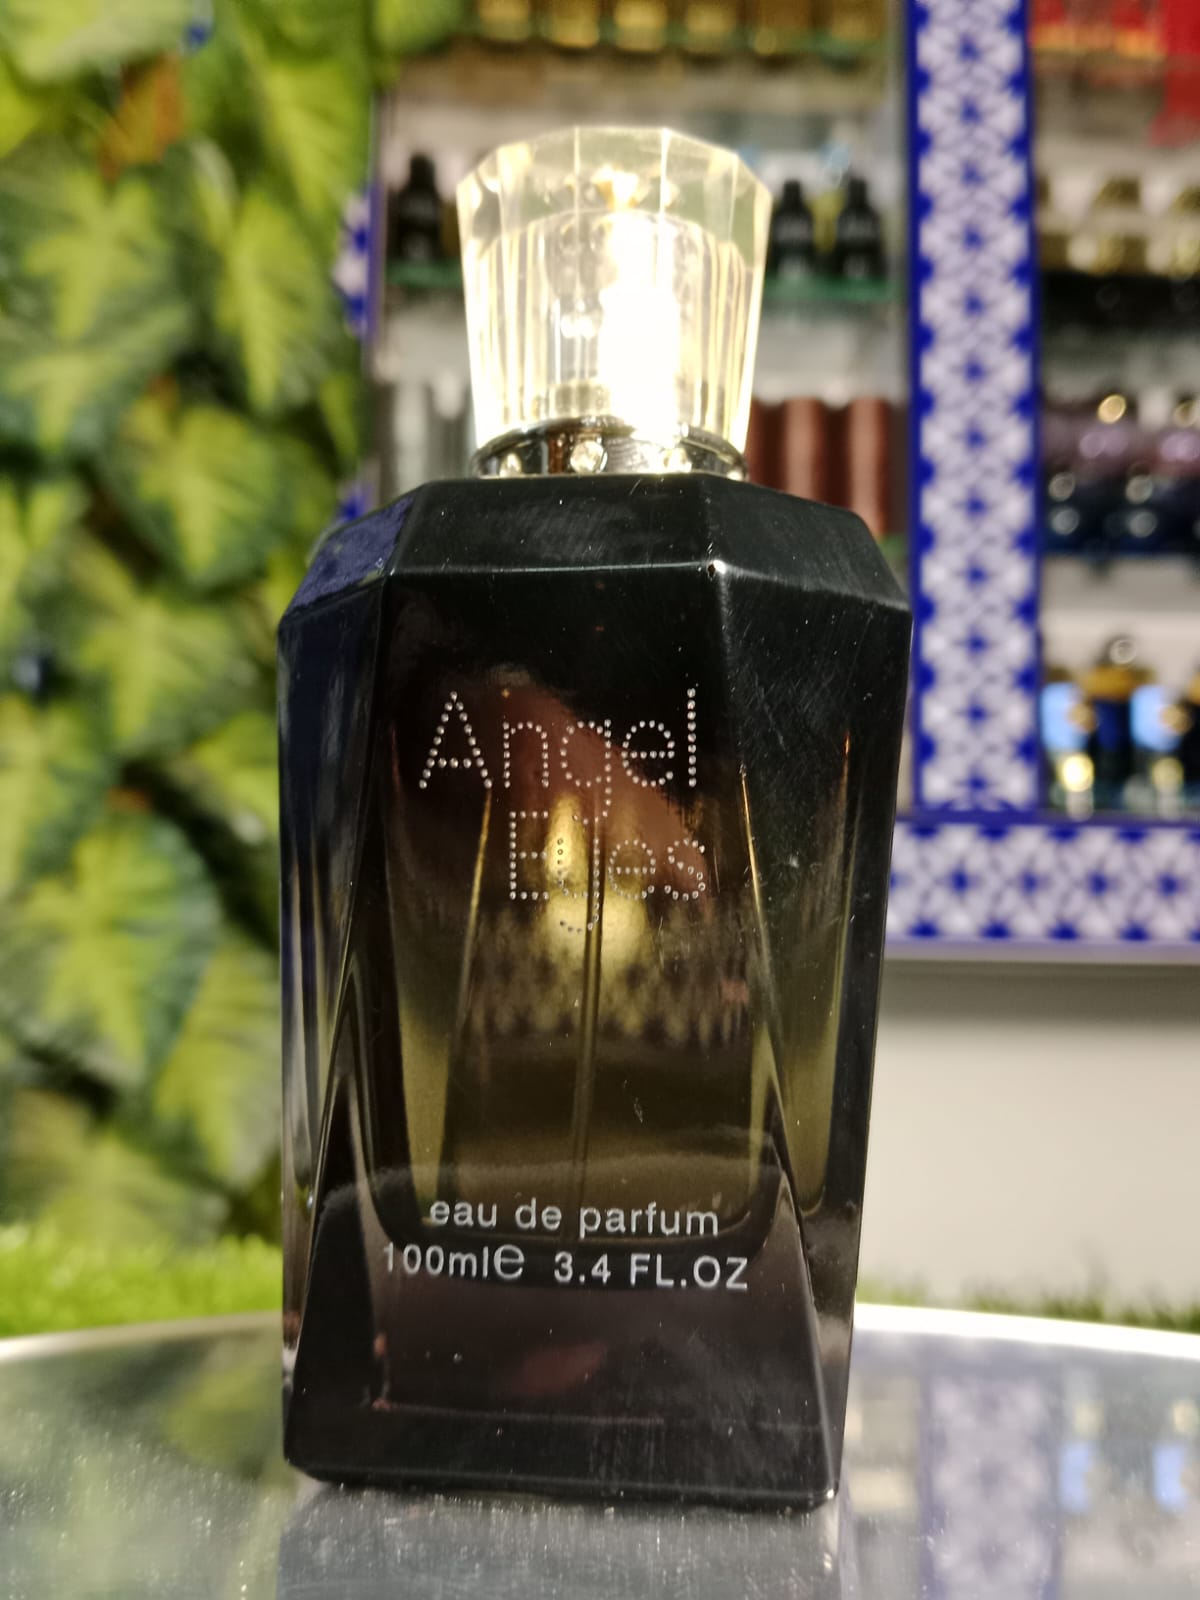 Angel
Eyes
eau de parfum
100ml℮ 3.4 FL.OZ